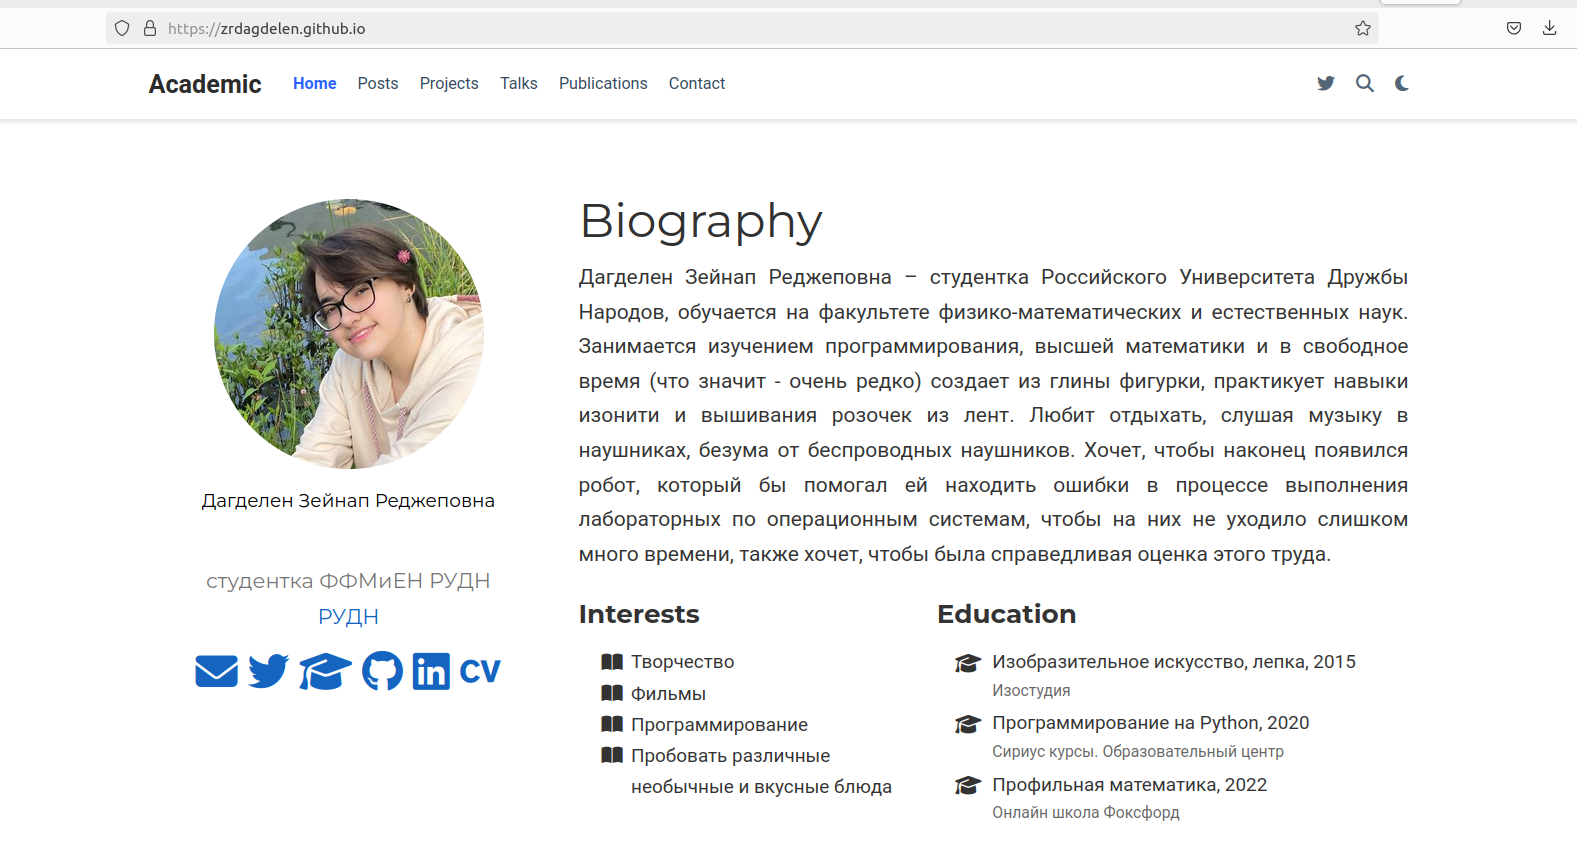 https://zrdagdelen.github.io
Academic
Home Posts Projects Talks Publications Contact
Biography
Дагделен Зейнап Реджеповна – студентка Российского Университета Дружбы
Народов, обучается на факультете физико-математических и естественных наук.
Занимается изучением программирования, высшей математики и в свободное
время (что значит - очень редко) создает из глины фигурки, практикует навыки
изонити и вышивания розочек из лент. Любит отдыхать, слушая музыку в
наушниках, безума от беспроводных наушников. Хочет, чтобы наконец появился
робот, который бы помогал ей находить ошибки в процессе выполнения
лабораторных по операционным системам, чтобы на них не уходило слишком
много времени, также хочет, чтобы была справедливая оценка этого труда.
Дагделен Зейнап Реджеповна
студентка ФФМиЕН РУДН
РУДН
in
CV
Interests
Творчество
Фильмы
Программирование
Пробовать различные
необычные и вкусные блюда
Education
Изобразительное искусство, лепка, 2015
Изостудия
Программирование на Python, 2020
Сириус курсы. Образовательный центр
Профильная математика, 2022
Онлайн школа Фоксфорд